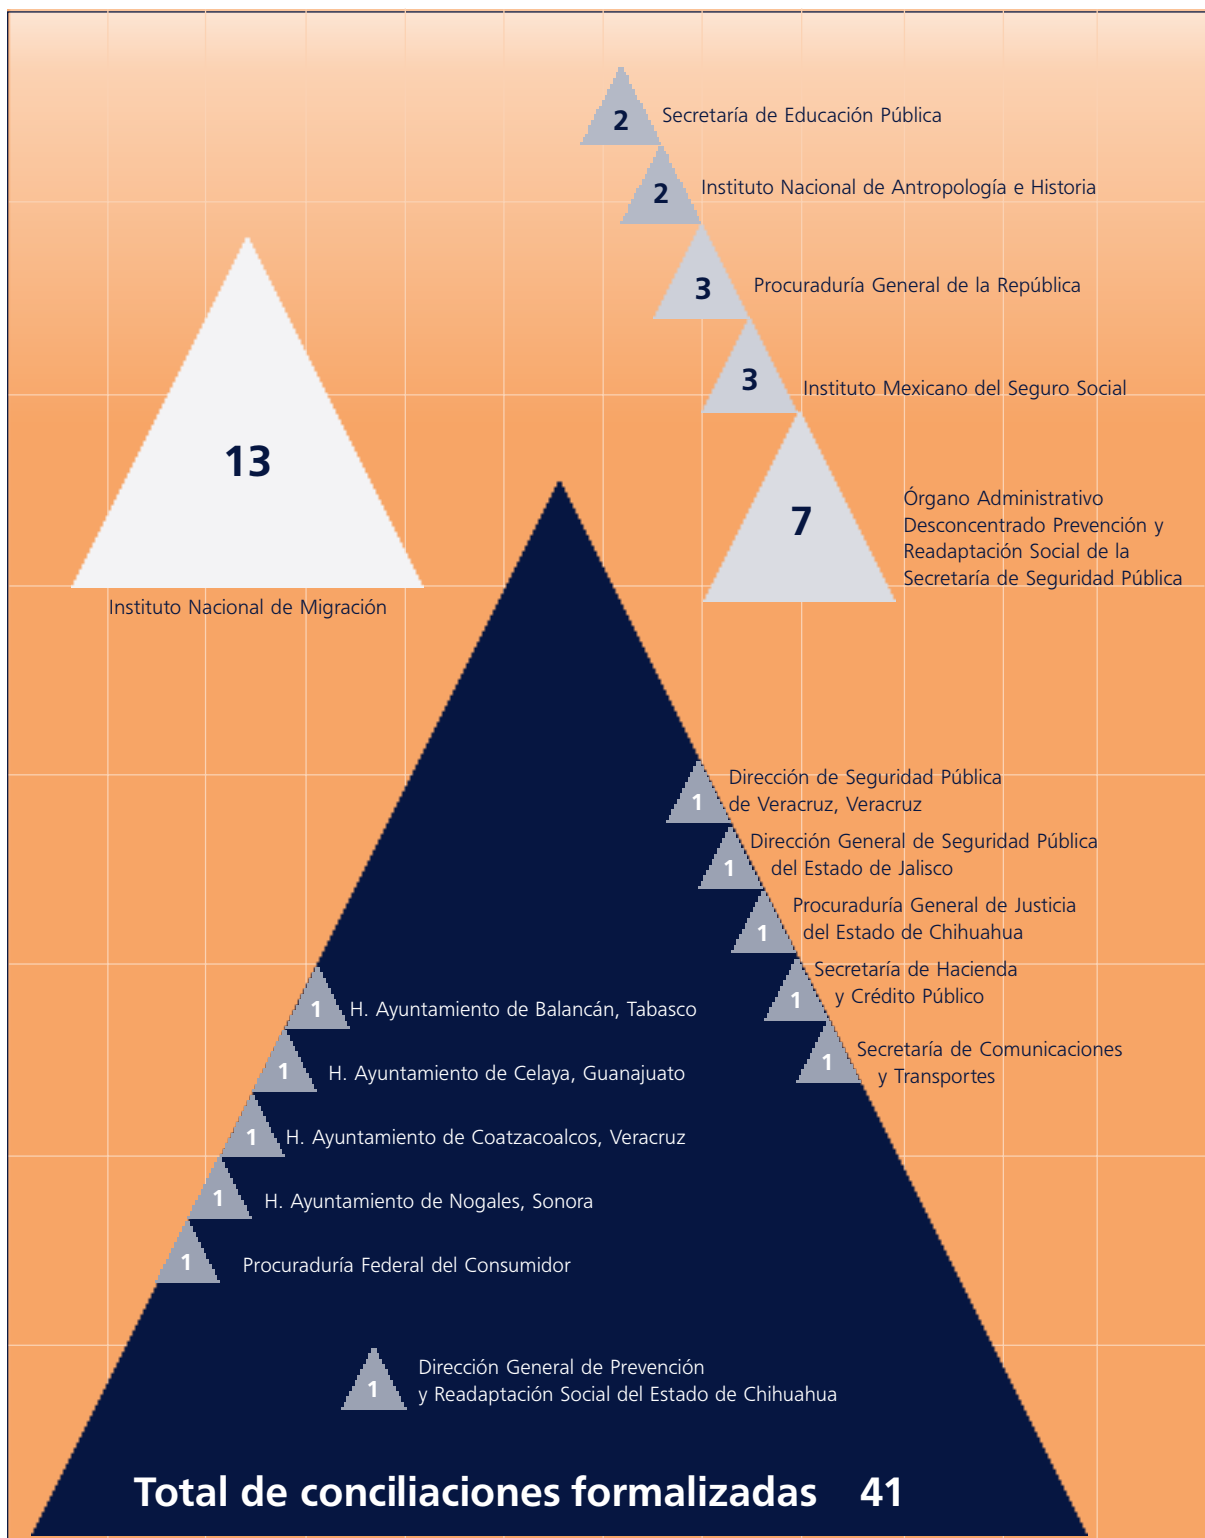 2
Secretaría de Educación Pública
2
Instituto Nacional de Antropología e Historia
3
Procuraduría General de la República
3
Instituto Mexicano del Seguro Social
13
Instituto Nacional de Migración
7
Órgano Administrativo
Desconcentrado Prevención y
Readaptación Social de la
Secretaría de Seguridad Pública
1
Dirección de Seguridad Pública
de Veracruz, Veracruz
1
Dirección General de Seguridad Pública
del Estado de Jalisco
1
Procuraduría General de Justicia
del Estado de Chihuahua
1
Secretaría de Hacienda
y Crédito Público
1
Secretaría de Comunicaciones
y Transportes
1
H. Ayuntamiento de Balancán, Tabasco
1
H. Ayuntamiento de Celaya, Guanajuato
1
H. Ayuntamiento de Coatzacoalcos, Veracruz
1
H. Ayuntamiento de Nogales, Sonora
1
Procuraduría Federal del Consumidor
1
Dirección General de Prevención
y Readaptación Social del Estado de Chihuahua
Total de conciliaciones formalizadas 41